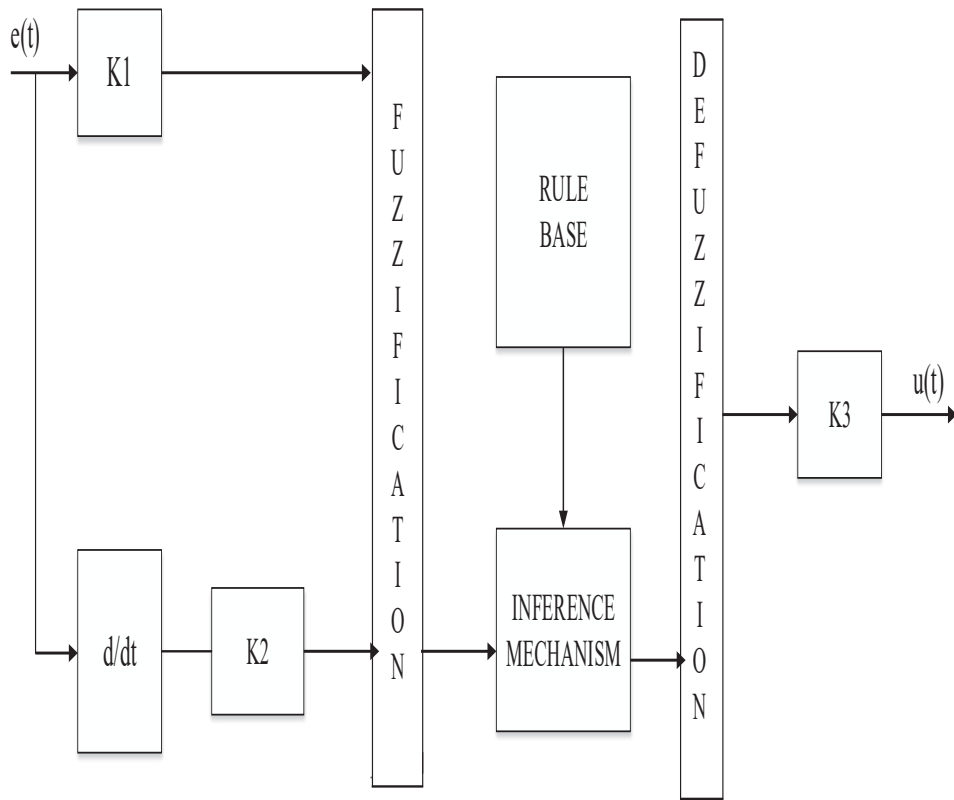 e(t)
K1
FUZZIFICATION
RULE
BASE
DEFUZZIFICATION
K3
u(t)
d/dt
K2
INFERENCE
MECHANISM